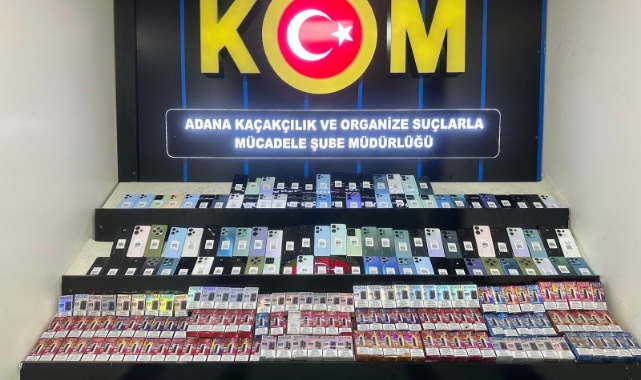 KOM
ADANA KAÇAKÇILIK VE ORGANİZE SUÇLARLA
MÜCADELE ŞUBE MÜDÜRLÜĞÜ